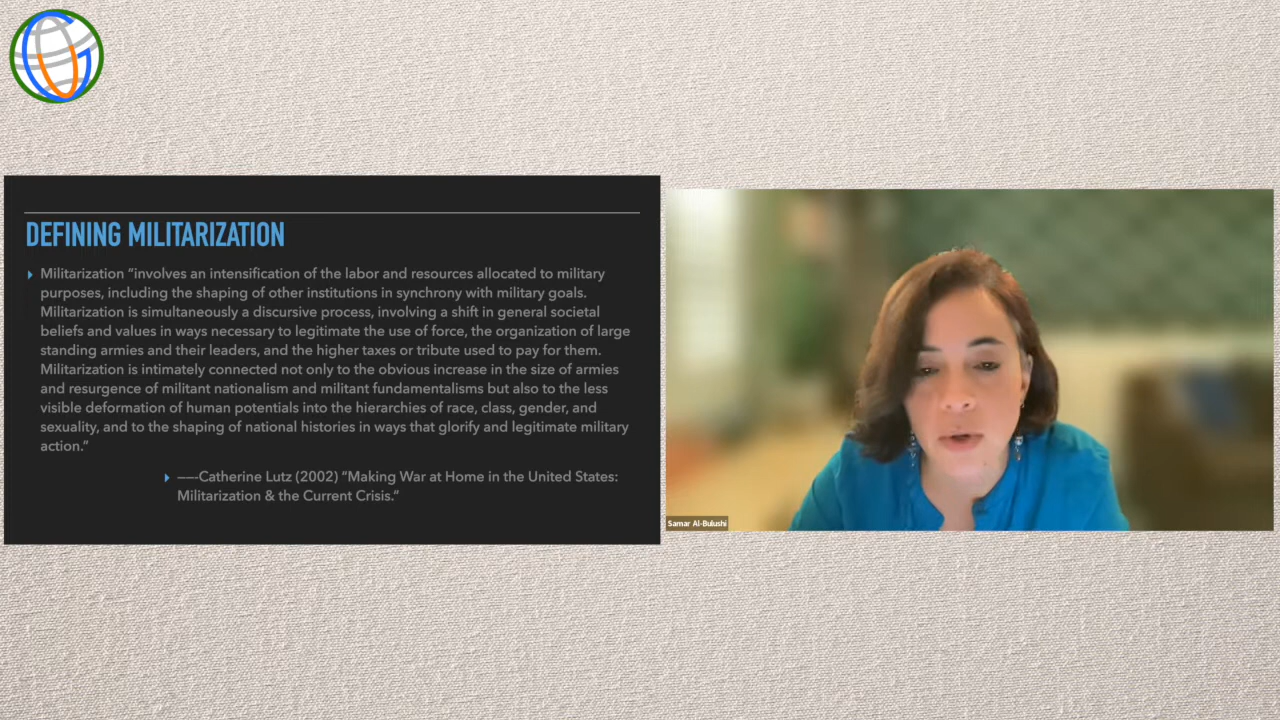 DEFINING MILITARIZATION
Militarization “involves an intensification of the labor and resources allocated to military
purposes, including the shaping of other institutions in synchrony with military goals.
Militarization is simultaneously a discursive process, involving a shift in general societal
beliefs and values in ways necessary to legitimate the use of force, the organization of large
standing armies and their leaders, and the higher taxes or tribute used to pay for them.
Militarization is intimately connected not only to the obvious increase in the size of armies
and resurgence of militant nationalism and militant fundamentalisms but also to the less
visible deformation of human potentials into the hierarchies of race, class, gender, and
sexuality, and to the shaping of national histories in ways that glorify and legitimate military
action.”
——-Catherine Lutz (2002) “Making War at Home in the United States:
Militarization & the Current Crisis.“
Samar Al-Bulushi